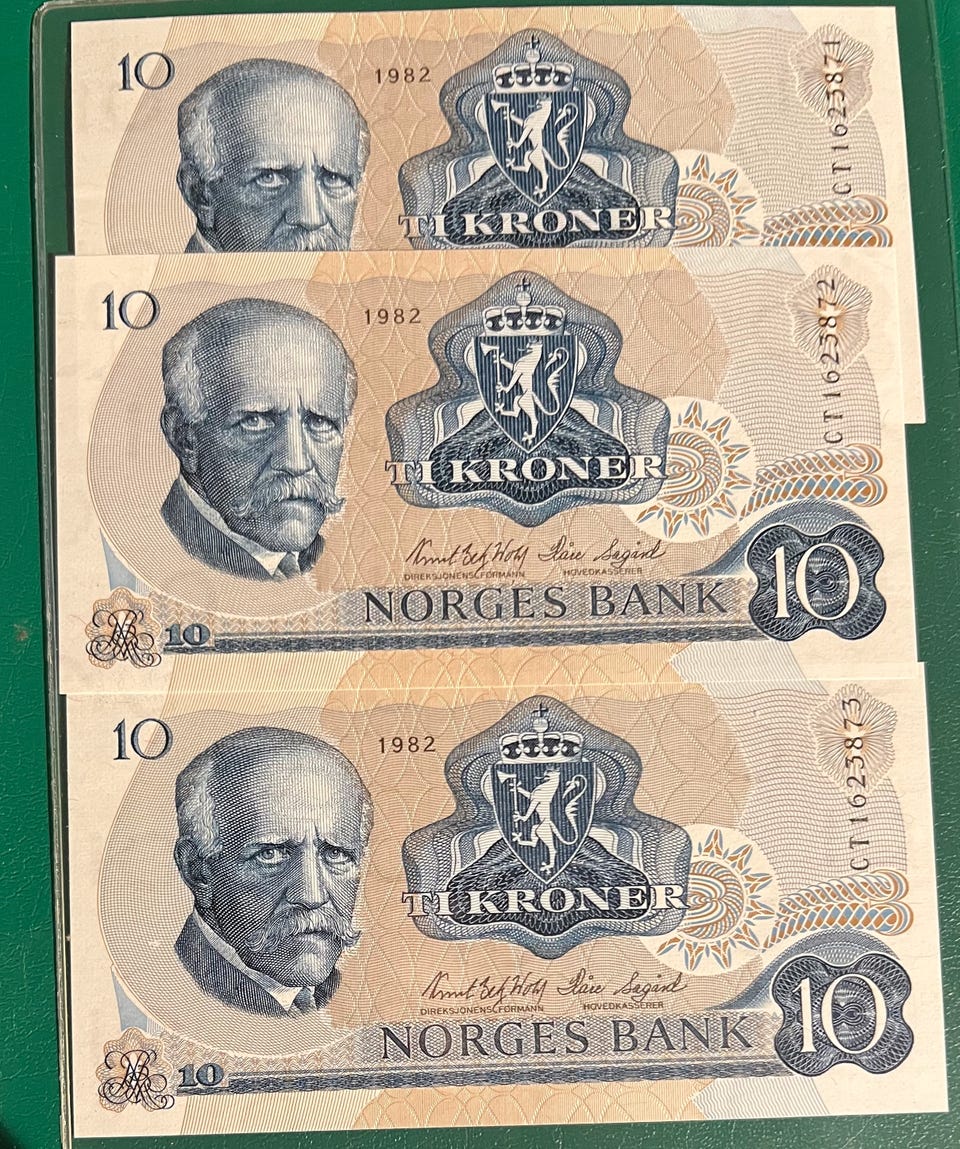 10
1982
TI KRONER
CT1623871
10
1982
TI KRONER
CT1623872
DIREKSJONENS FORMANN HOVEDKASSERER
NORGES BANK
10
10
10
1982
TI KRONER
CT1623873
DIREKSJONENS FORMANN HOVEDKASSERER
NORGES BANK
10
10